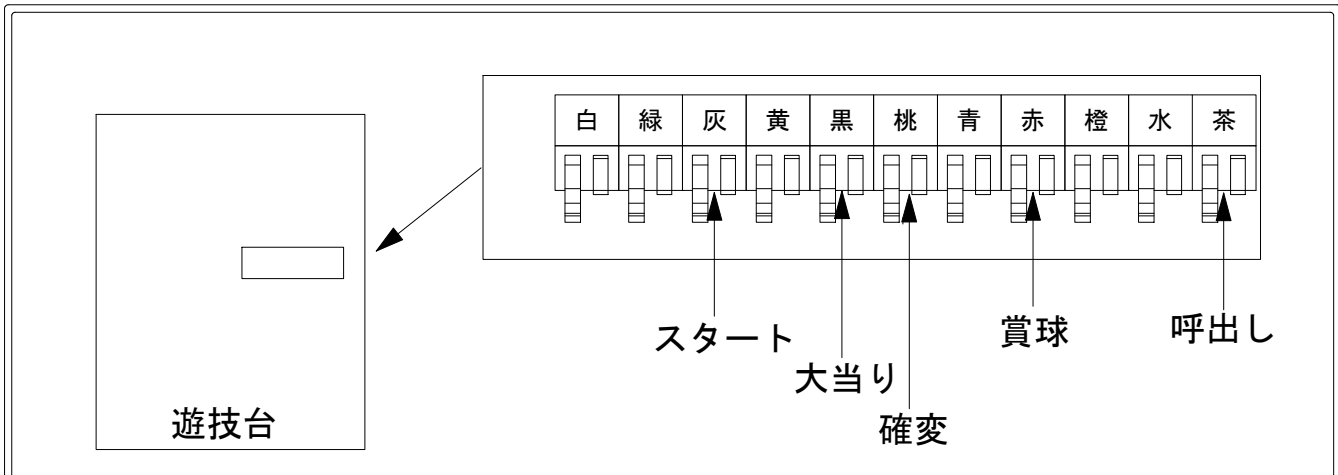 白 緑 灰 黄 黒 桃 青 赤 橙 水 茶
スタート
大当り
確変
賞球
呼出し
遊技台